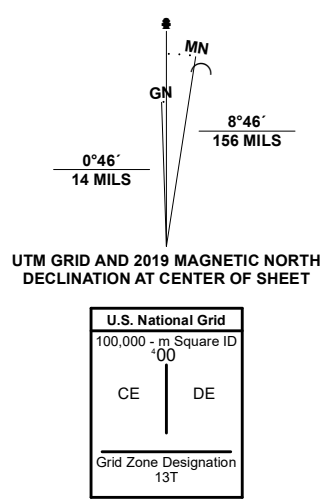 MN
GN
8°46´
156 MILS
0°46´
14 MILS
UTM GRID AND 2019 MAGNETIC NORTH
DECLINATION AT CENTER OF SHEET
U.S. National Grid
100,000 - m Square ID
⁴00
CE DE
Grid Zone Designation
13T